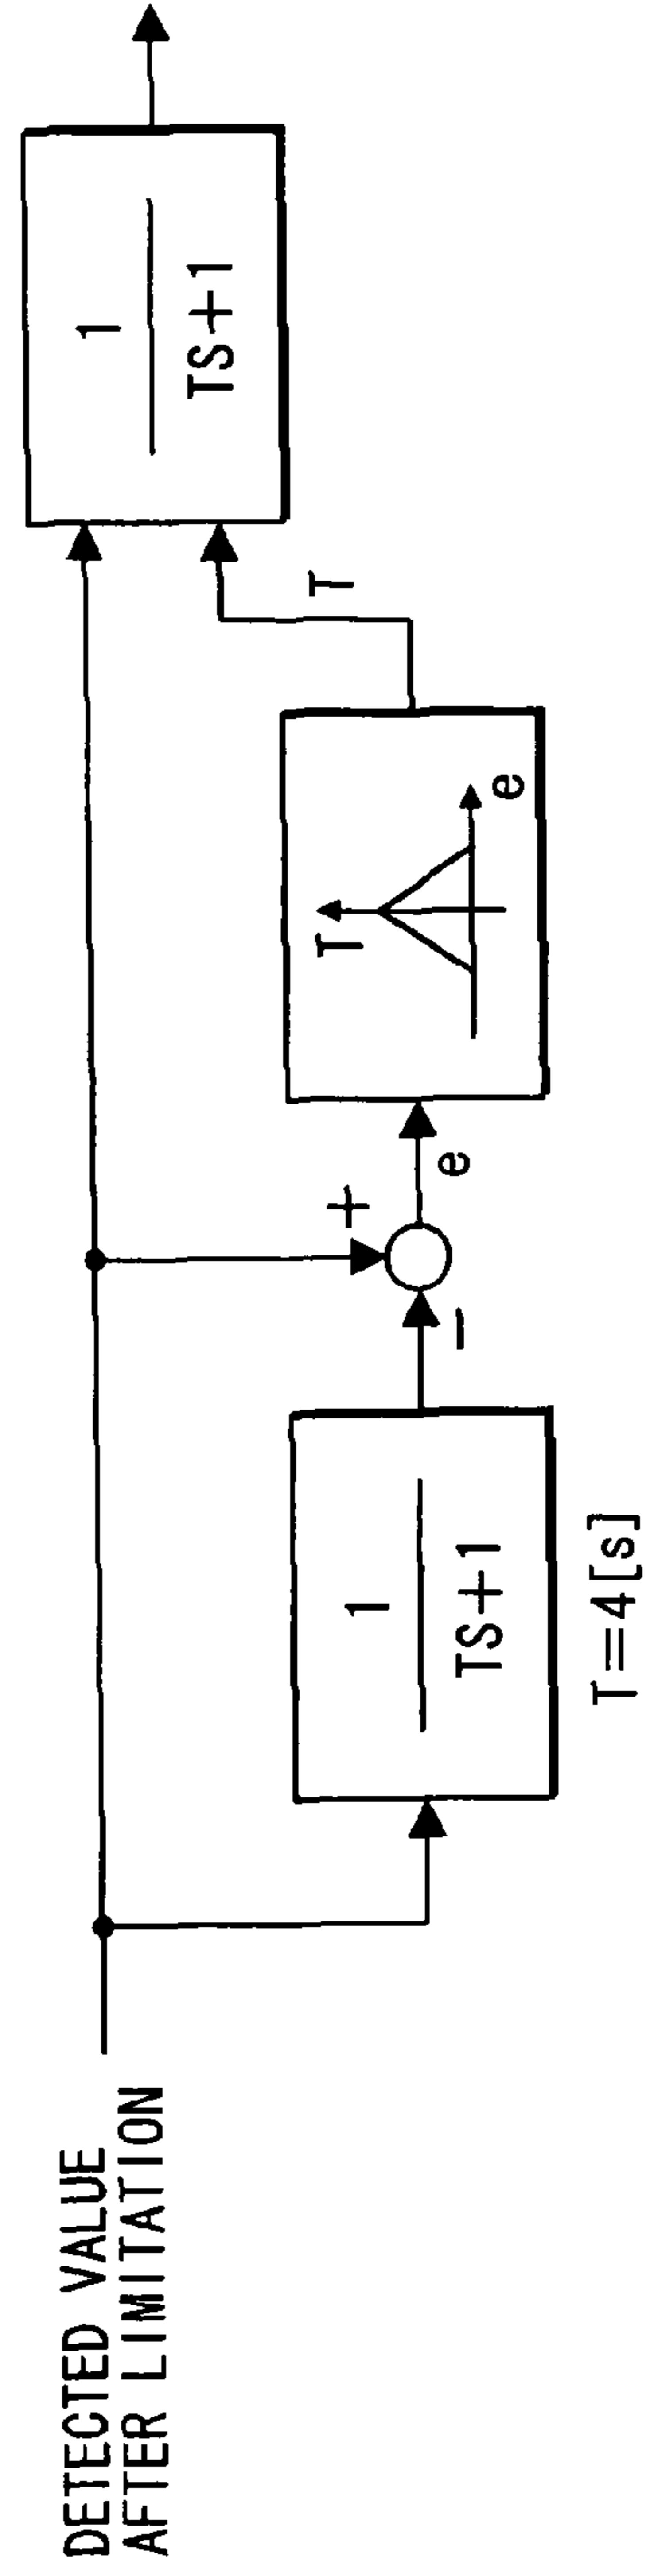 DETECTED VALUE
AFTER LIMITATION
1
TS+1
T=4[s]
+
−
e
T
e
T
1
TS+1